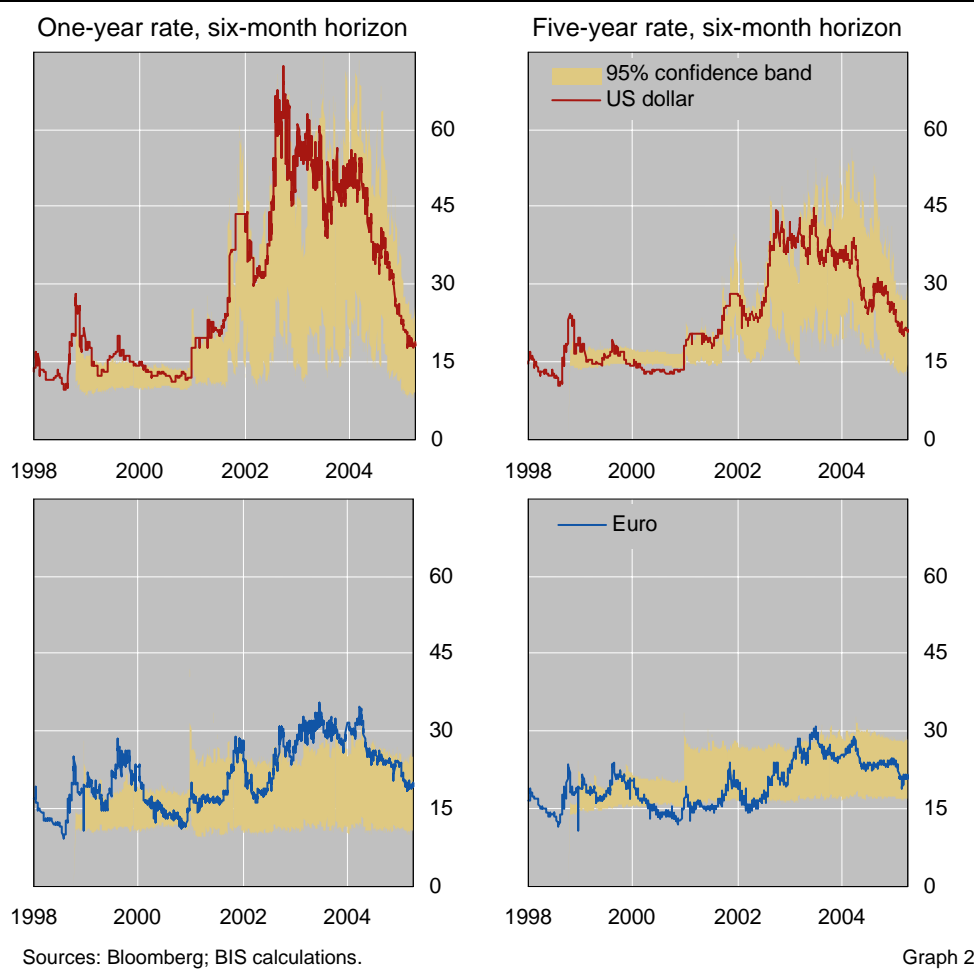 One-year rate, six-month horizon
Five-year rate, six-month horizon
95% confidence band
US dollar
60
60
45
45
30
30
15
15
0
0
1998 2000 2002 2004
1998 2000 2002 2004
Euro
60
60
45
45
30
30
15
15
0
0
1998 2000 2002 2004
1998 2000 2002 2004
Sources: Bloomberg; BIS calculations.
Graph 2